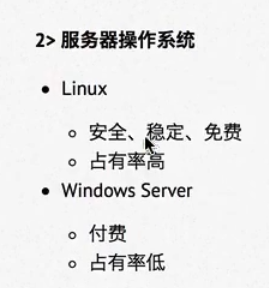 2> 服务器操作系统
Linux
安全、稳定、免费
占有率高
Windows Server
付费
占有率低